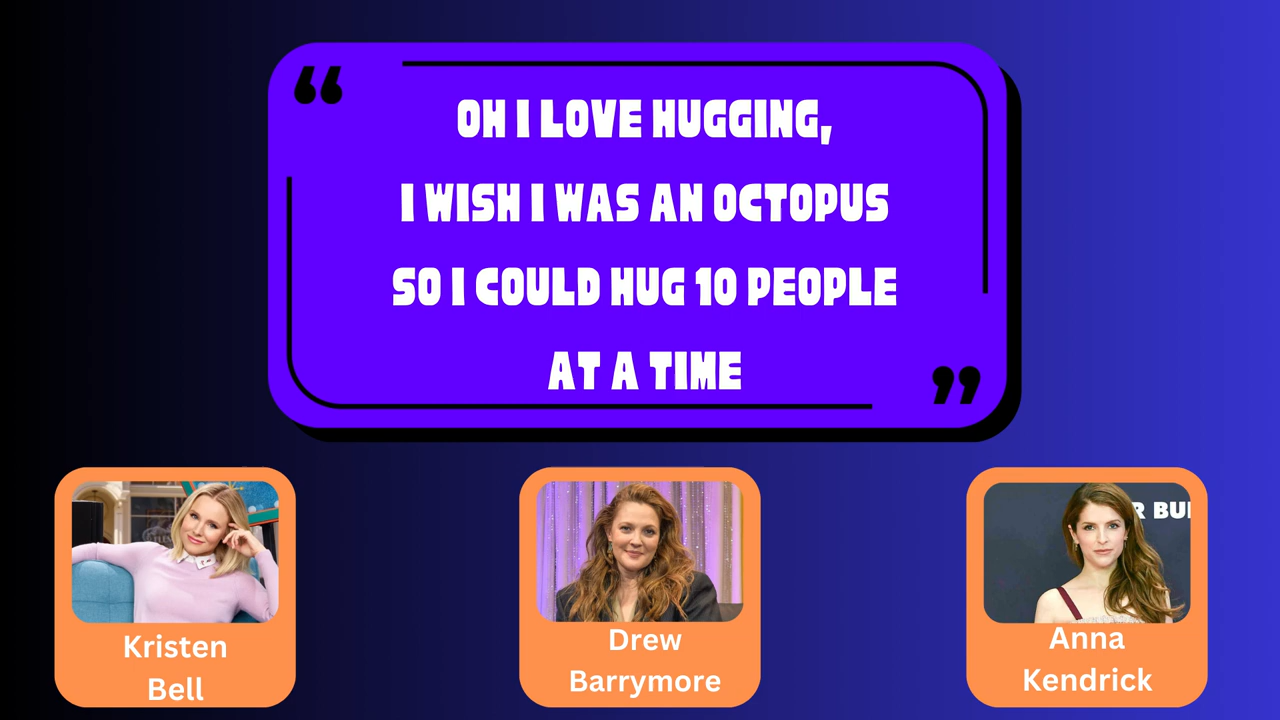 “
OH I LOVE HUGGING,
I WISH I WAS AN OCTOPUS
SO I COULD HUG 10 PEOPLE
AT A TIME
”
Kristen
Bell
Drew
Barrymore
R BUI
Anna
Kendrick